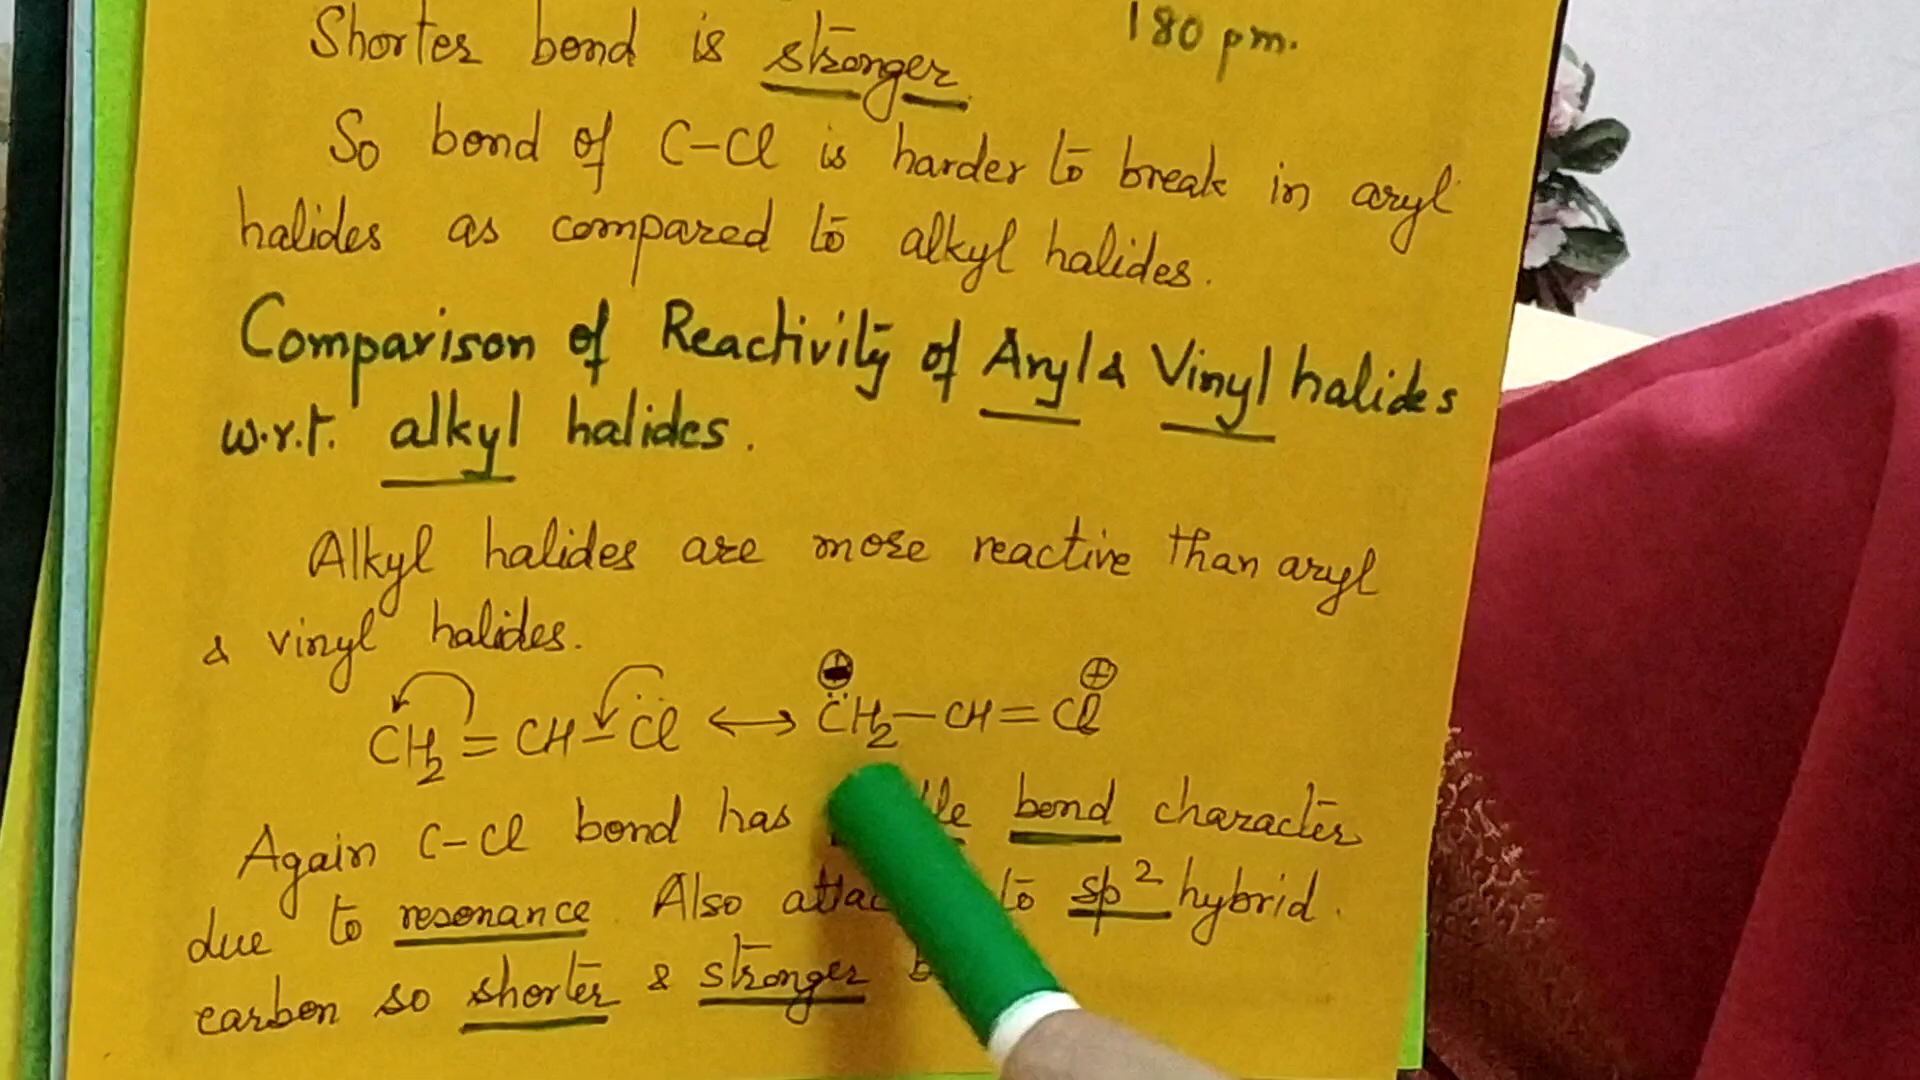 Shorter bond is stronger 180 pm.
So bond of C-Cl is harder to break in aryl
halides as compared to alkyl halides.
Comparison of Reactivity of Aryl & Vinyl halides
w.r.t. alkyl halides.
Alkyl halides are more reactive than aryl
& vinyl halides.
CH₂ = CH - C̈l ⟷ C̈H₂ - CH = Cl ⊖ ⊕
Again C-Cl bond has bond character
due to resonance. Also to sp² hybrid.
carbon so shorter & stronger